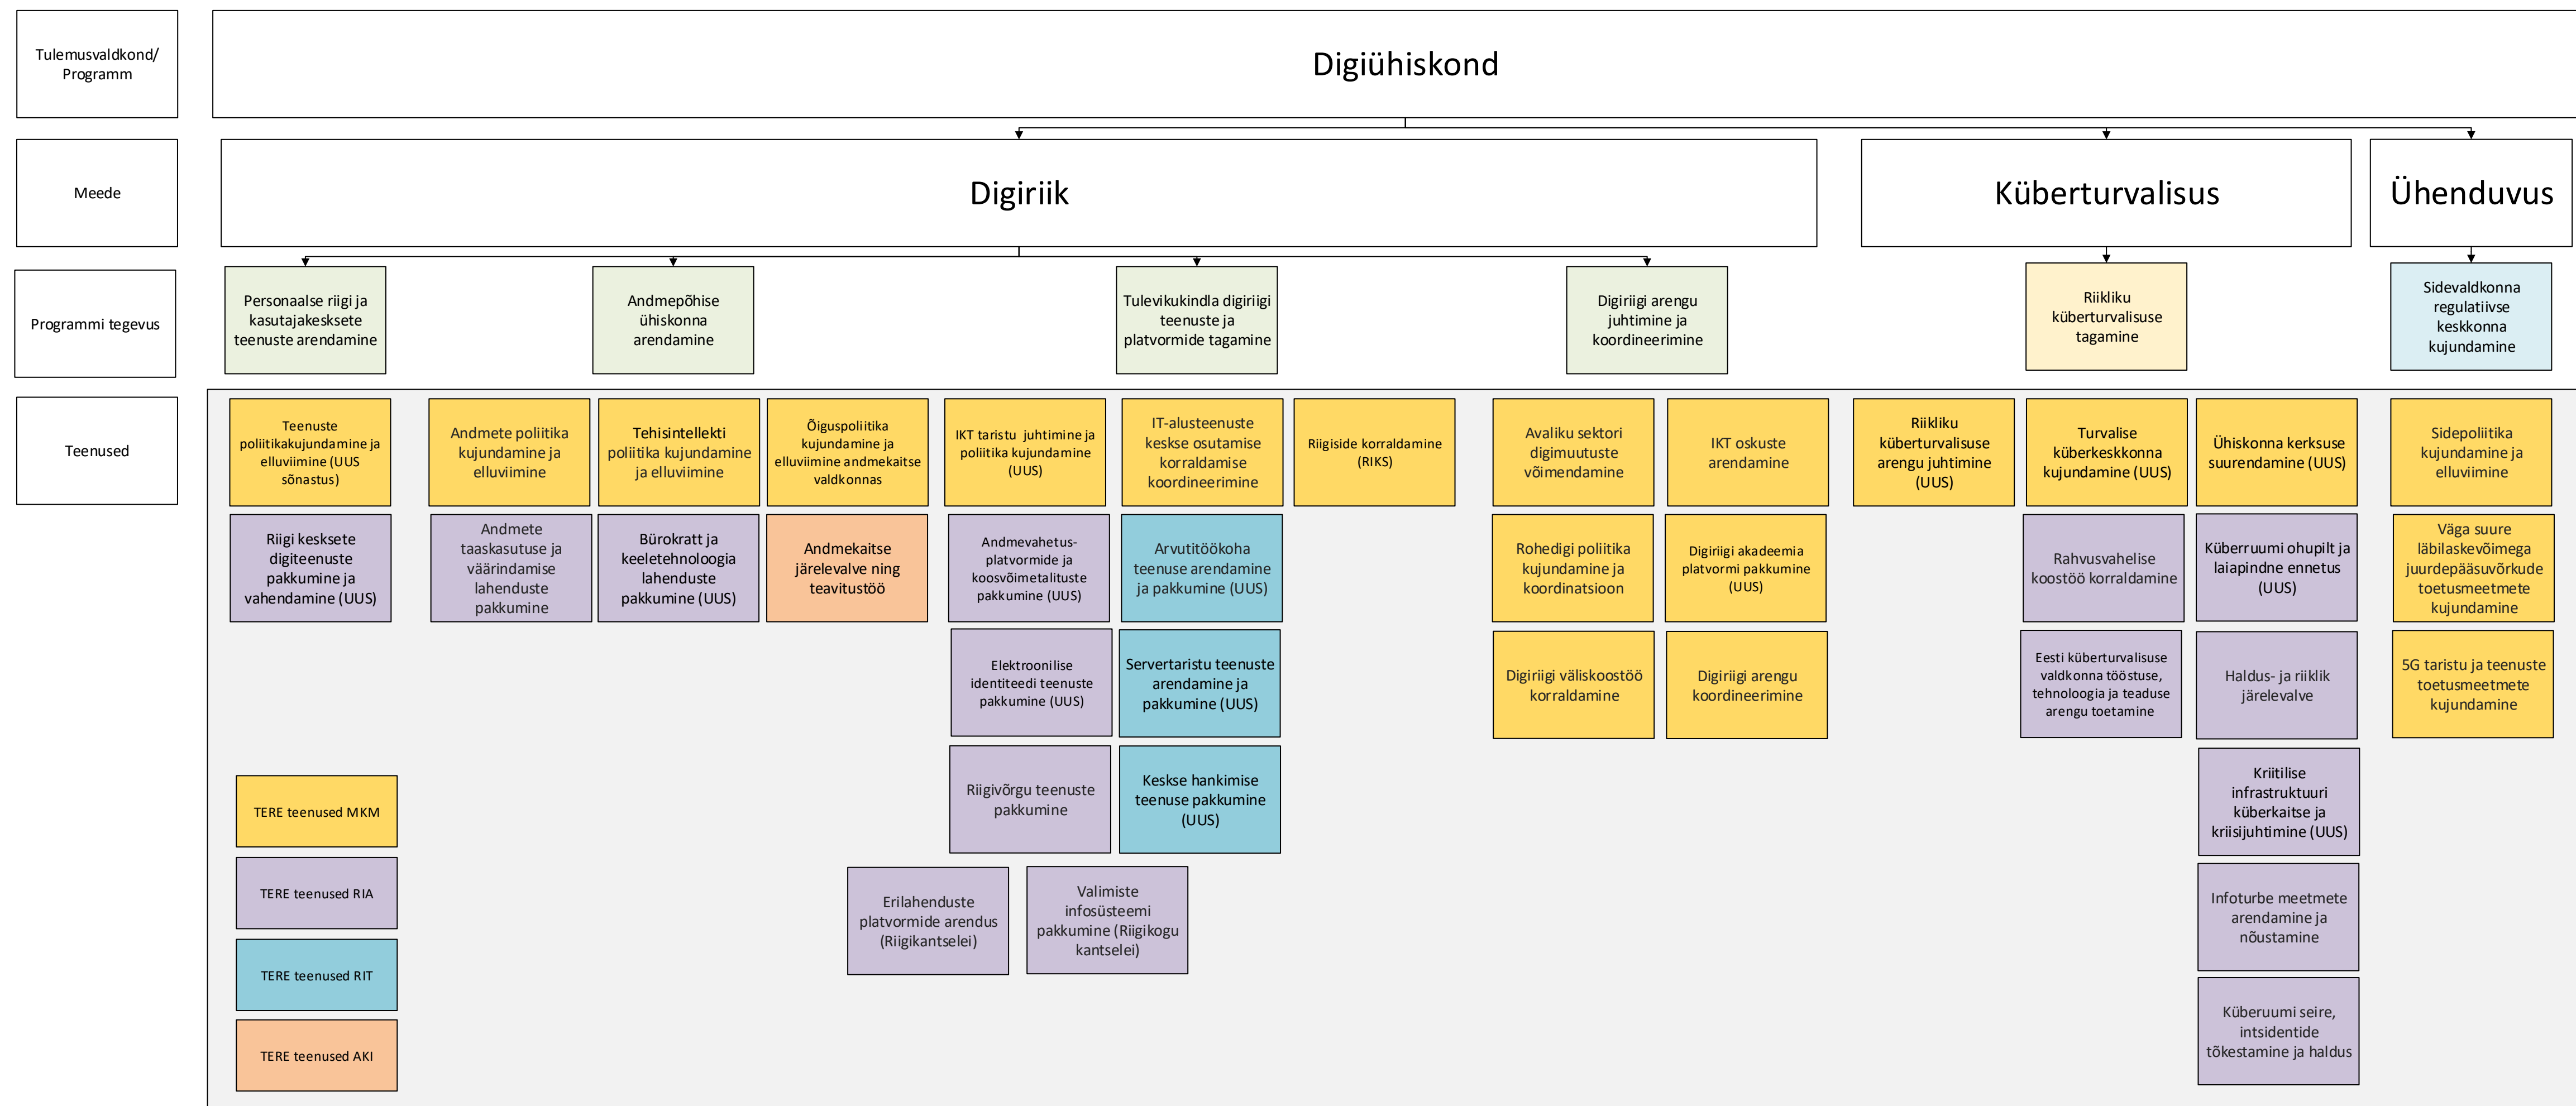 Tulemusvaldkond/
Programm
Digiühiskond
Meede
Digiriik
Küberturvalisus
Ühenduvus
Programmi tegevus
Personaalse riigi ja
kasutajakesksete
teenuste arendamine
Andmepõhise
ühiskonna
arendamine
Tulevikukindla digiriigi
teenuste ja
platvormide tagamine
Digiriigi arengu
juhtimine ja
koordineerimine
Riikliku
küberturvalisuse
tagamine
Sidevaldkonna
regulatiivse
keskkonna
kujundamine
Teenused
Teenuste
poliitikakujundamine ja
elluviimine (UUS
sõnastus)
Andmete poliitika
kujundamine ja
elluviimine
Tehisintellekti
poliitika kujundamine
ja elluviimine
Õiguspoliitika
kujundamine ja
elluviimine andmekaitse
valdkonnas
IKT taristu juhtimine ja
poliitika kujundamine
(UUS)
IT-alusteenuste
keskse osutamise
korraldamise
koordineerimine
Riigiside korraldamine
(RIKS)
Avaliku sektori
digimuutuste
võimendamine
IKT oskuste
arendamine
Riikliku
küberturvalisuse
arengu juhtimine
(UUS)
Turvalise
küberkeskkonna
kujundamine (UUS)
Ühiskonna kerksuse
suurendamine (UUS)
Sidepoliitika
kujundamine ja
elluviimine
Riigi kesksete
digiteenuste
pakkumine ja
vahendamine (UUS)
Andmete
taaskasutuse ja
väärindamise
lahenduste
pakkumine
Bürokratt ja
keeletehnoloogia
lahenduste
pakkumine (UUS)
Andmekaitse
järelevalve ning
teavitustöö
Andmevahetus-
platvormide ja
koosvõimetalituste
pakkumine (UUS)
Arvutitöökoha
teenuse arendamine
ja pakkumine (UUS)
Rohedigi poliitika
kujundamine ja
koordinatsioon
Digiriigi akadeemia
platvormi pakkumine
(UUS)
Rahvusvahelise
koostöö korraldamine
Küberruumi ohupilt ja
laiapindne ennetus
(UUS)
Väga suure
läbilaskevõimega
juurdepääsuvõrkude
toetusmeetmete
kujundamine
Elektroonilise
identiteedi teenuste
pakkumine (UUS)
Servertaristu teenuste
arendamine ja
pakkumine (UUS)
Digiriigi väliskoostöö
korraldamine
Digiriigi arengu
koordineerimine
Eesti küberturvalisuse
valdkonna tööstuse,
tehnoloogia ja teaduse
arengu toetamine
Haldus- ja riiklik
järelevalve
5G taristu ja teenuste
toetusmeetmete
kujundamine
Riigivõrgu teenuste
pakkumine
Keskse hankimise
teenuse pakkumine
(UUS)
Kriitilise
infrastruktuuri
küberkaitse ja
kriisijuhtimine (UUS)
TERE teenused MKM
TERE teenused RIA
Erilahenduste
platvormide arendus
(Riigikantselei)
Valimiste
infosüsteemi
pakkumine (Riigikogu
kantselei)
Infoturbe meetmete
arendamine ja
nõustamine
TERE teenused RIT
TERE teenused AKI
Küberuumi seire,
intsidentide
tõkestamine ja haldus